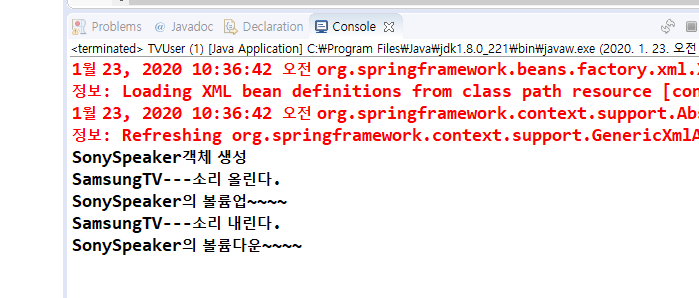 Problems @ Javadoc Declaration Console
<terminated> TVUser (1) [Java Application] C:₩Program Files₩Java₩jdk1.8.0_221₩bin₩javaw.exe (2020. 1. 23. 오전
1월 23, 2020 10:36:42 오전 org.springframework.beans.factory.xml.X
정보: Loading XML bean definitions from class path resource [con
1월 23, 2020 10:36:42 오전 org.springframework.context.support.Abs
정보: Refreshing org.springframework.context.support.GenericXmlA
SonySpeaker객체 생성
SamsungTV---소리 올린다.
SonySpeaker의 볼륨업~~~~
SamsungTV---소리 내린다.
SonySpeaker의 볼륨다운~~~~